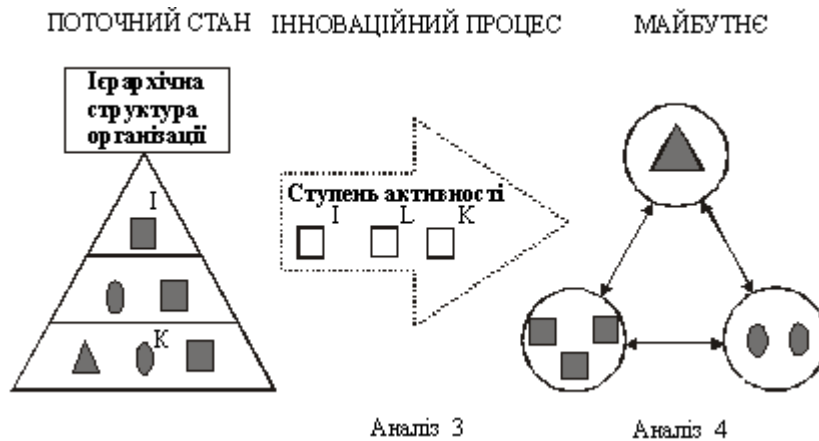 ПОТОЧНИЙ СТАН ІННОВАЦІЙНИЙ ПРОЦЕС МАЙБУТНЄ
Ієрархічна
структура
організації
I
K
Ступень активності
I L K
Аналіз 3 Аналіз 4